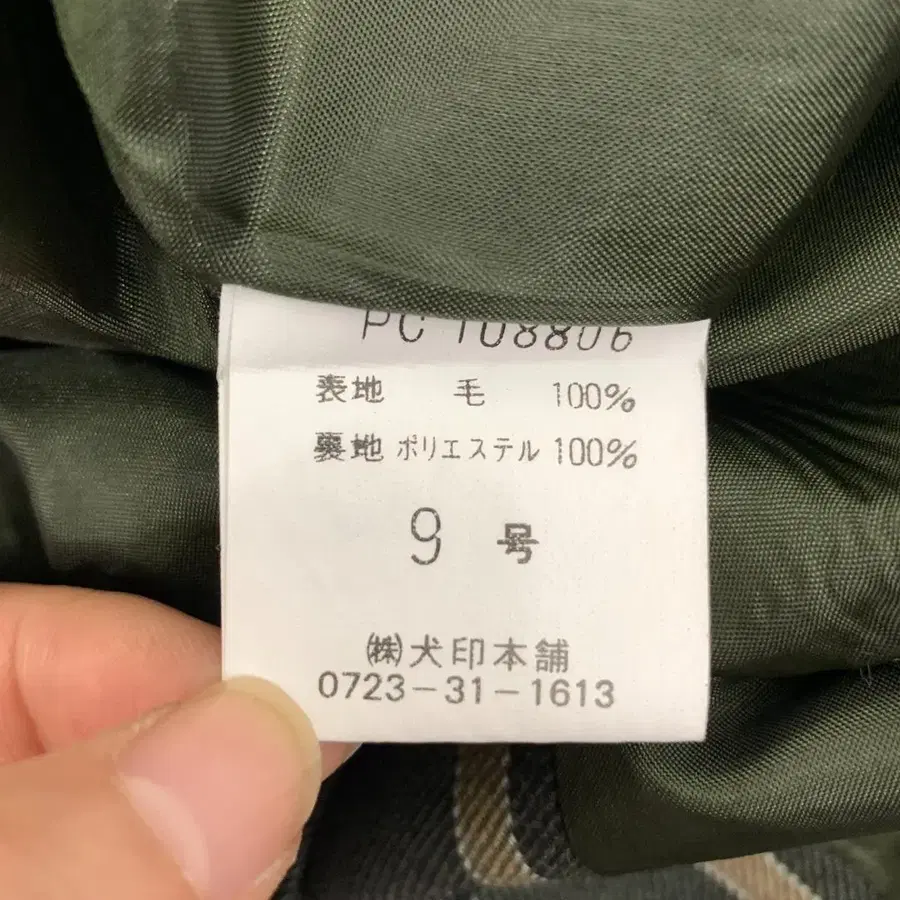 PC 108806
表地 毛 100%
裏地 ポリエステル 100%
9 号
㈱犬印本舗
0723-31-1613